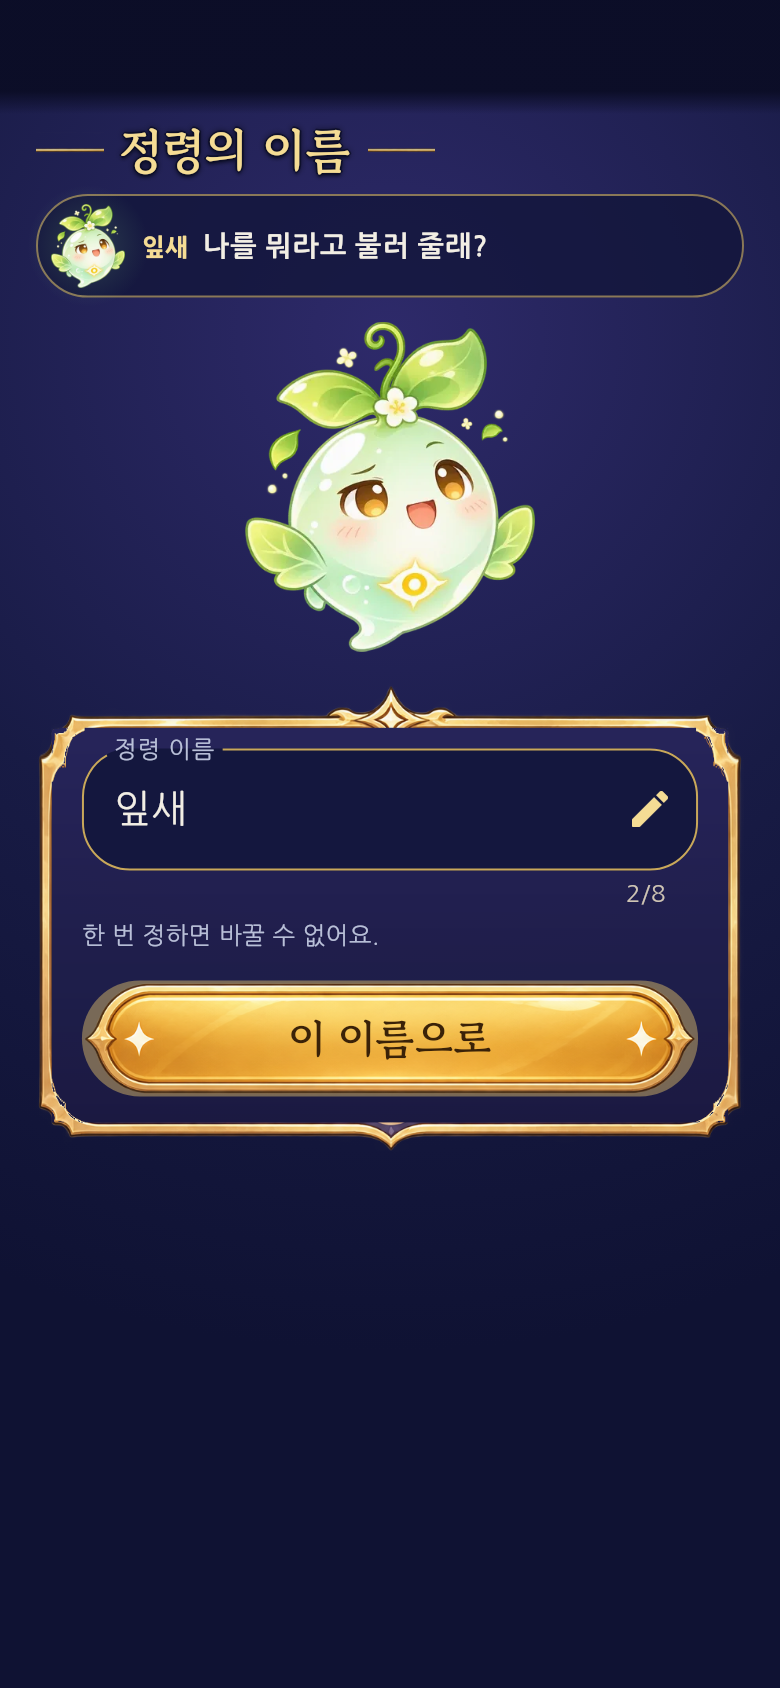 정령의 이름
잎새 나를 뭐라고 불러 줄래?
정령 이름
잎새
2/8
한 번 정하면 바꿀 수 없어요.
이 이름으로